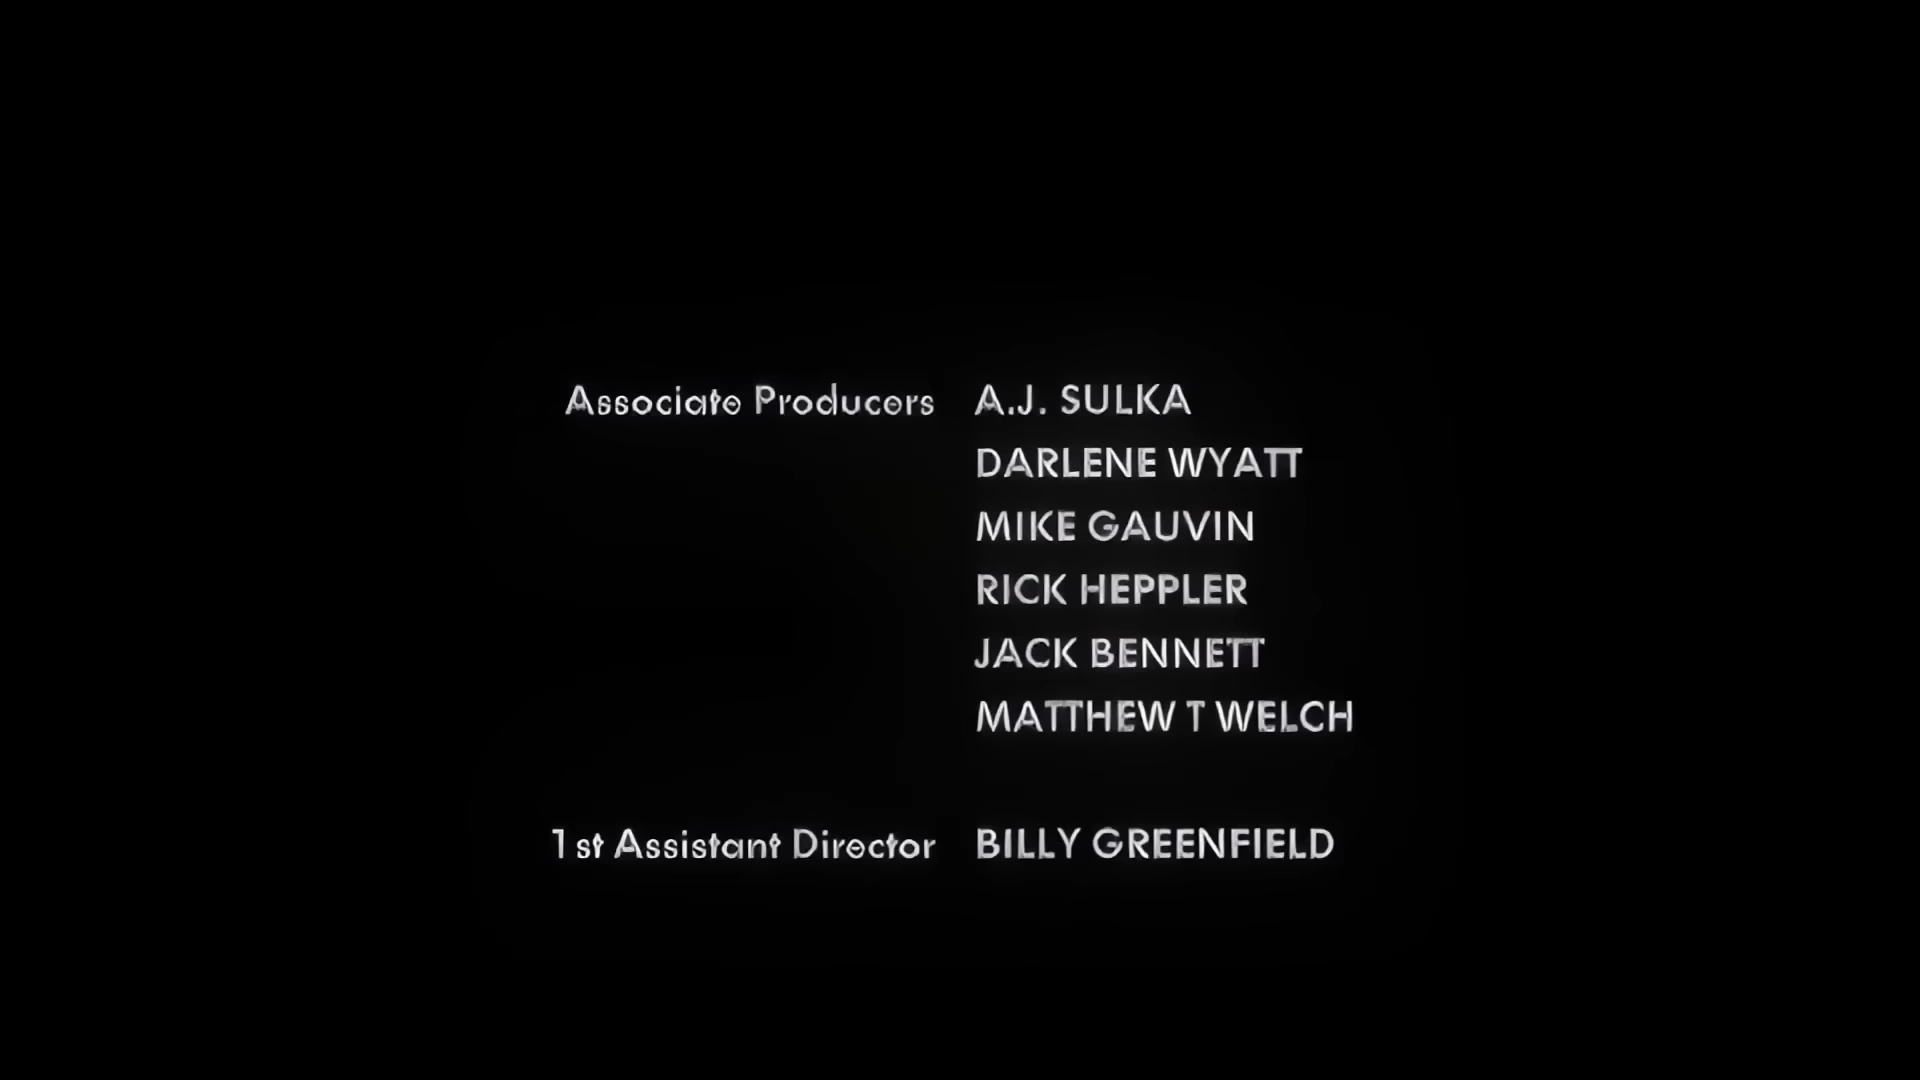 Associate Producers A.J. SULKA
DARLENE WYATT
MIKE GAUVIN
RICK HEPPLER
JACK BENNETT
MATTHEW T WELCH
1st Assistant Director BILLY GREENFIELD